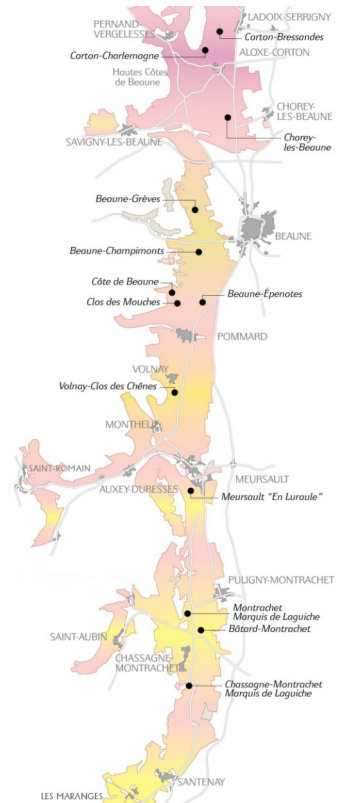 PERNAND-
VERGELESSES
LADOIX-SERRIGNY
Corton-Bressandes
Corton-Charlemagne
ALOXE-CORTON
Hautes Côtes
de Beaune
CHOREY-
LES-BEAUNE
SAVIGNY-LES-BEAUNE
Chorey-
les-Beaune
Beaune-Grèves
BEAUNE
Beaune-Champimonts
Côte de Beaune
Clos des Mouches
Beaune-Épenotes
POMMARD
VOLNAY
Volnay-Clos des Chênes
MONTHELIE
SAINT-ROMAIN
MEURSAULT
AUXEY-DURESSES
Meursault "En Luraule"
PULIGNY-MONTRACHET
Montrachet
Marquis de Laguiche
Bâtard-Montrachet
SAINT-AUBIN
CHASSAGNE-
MONTRACHET
Chassagne-Montrachet
Marquis de Laguiche
SANTENAY
LES MARANGES